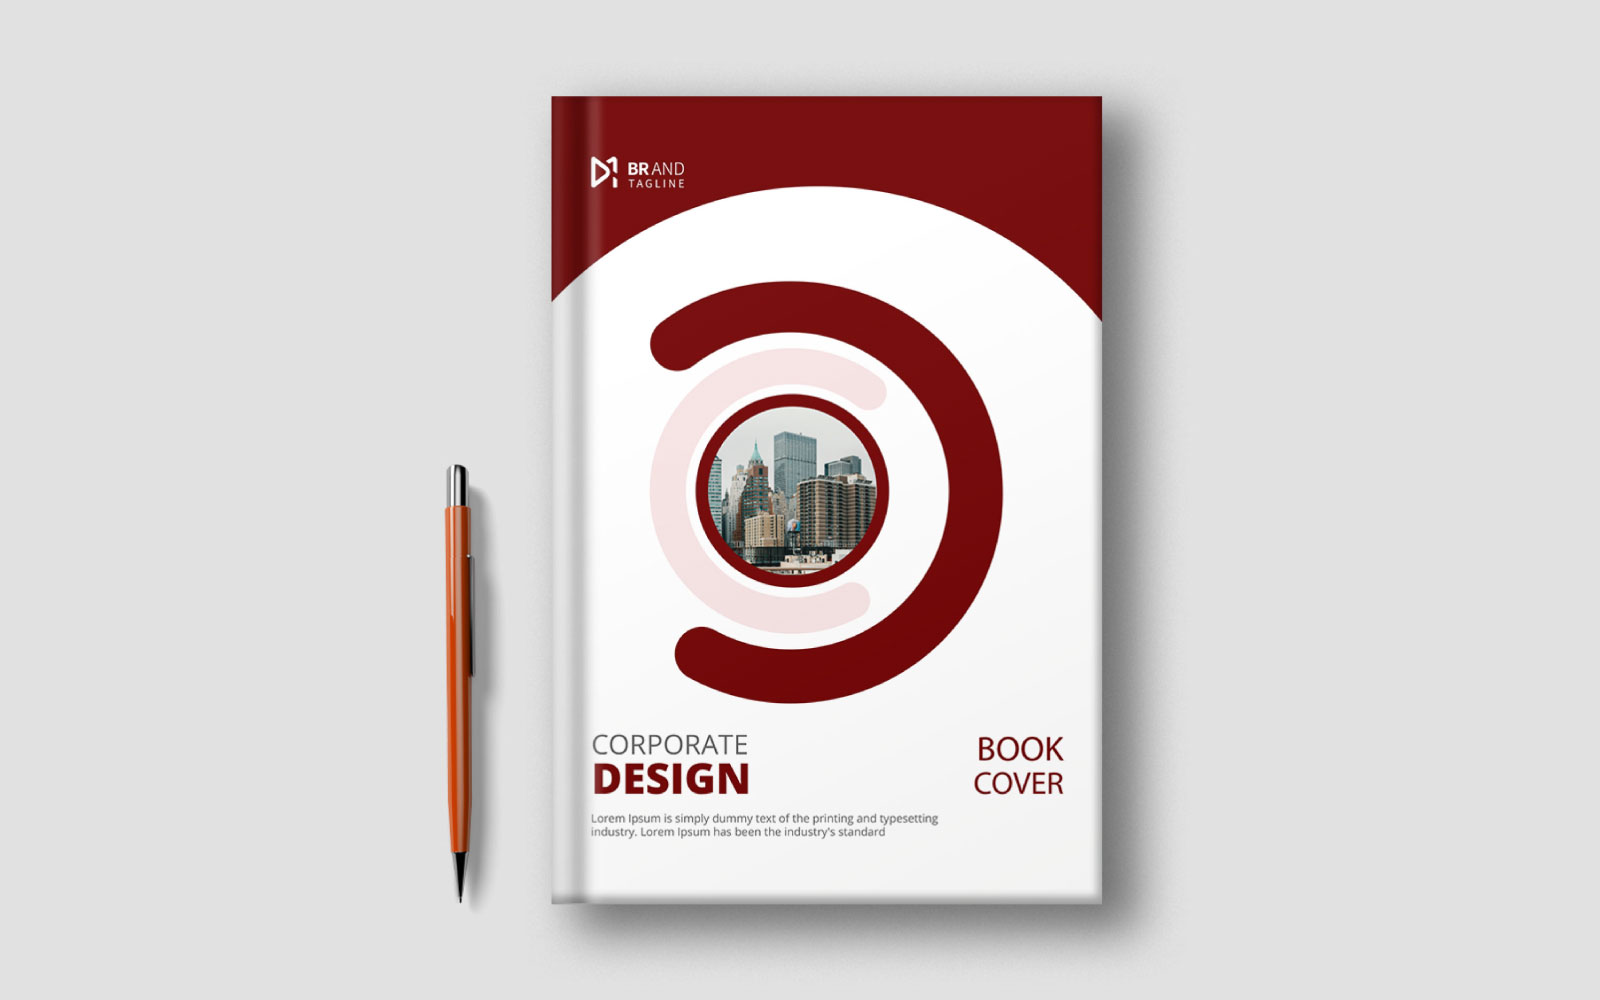 BRAND
TAGLINE
CORPORATE
DESIGN
BOOK
COVER
Lorem Ipsum is simply dummy text of the printing and typesetting
industry. Lorem Ipsum has been the industry's standard